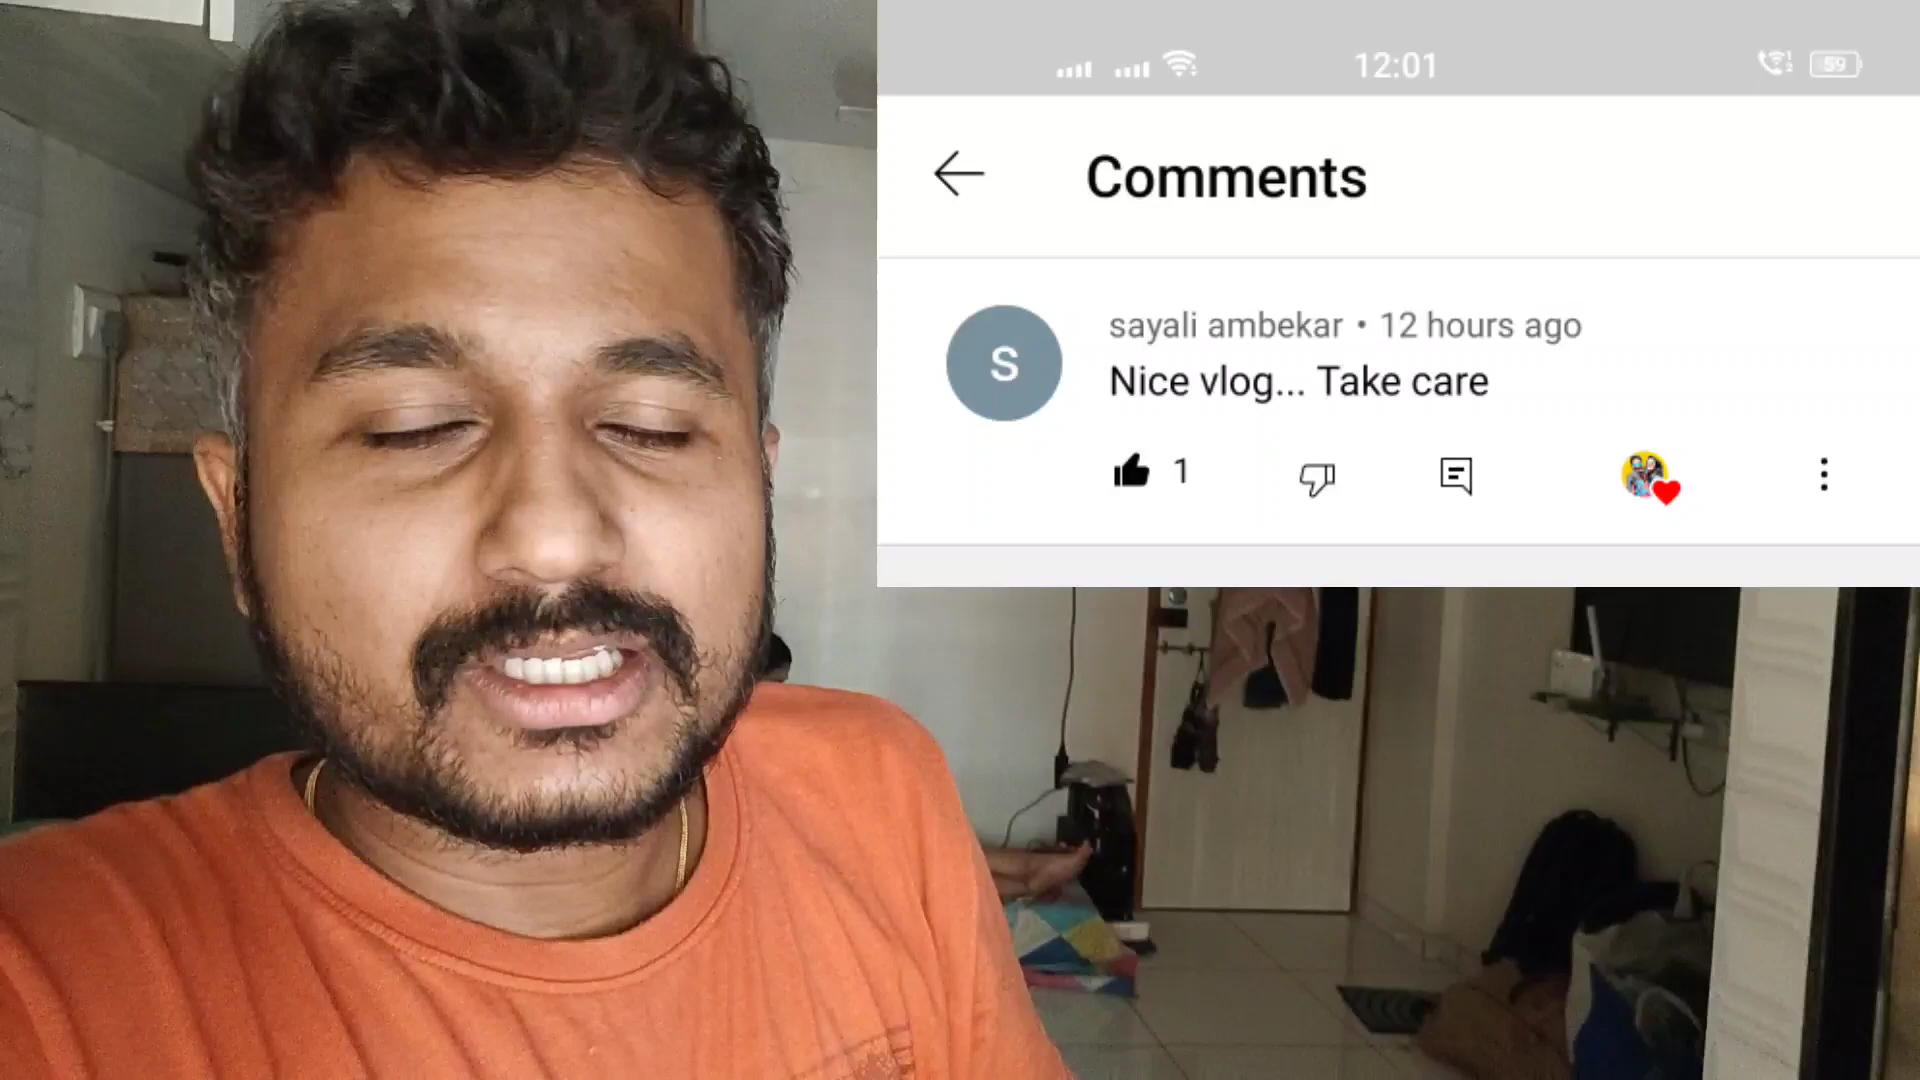 12:01
59
Comments
S
sayali ambekar • 12 hours ago
Nice vlog... Take care
1